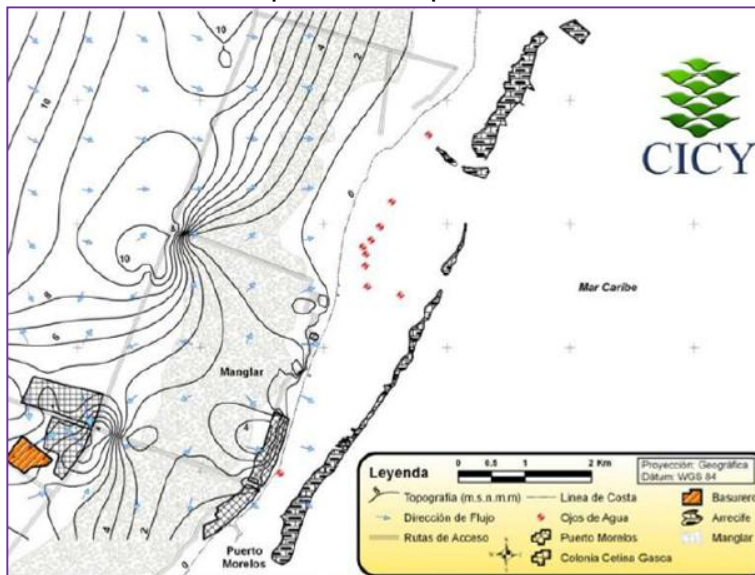 10
4
2
10
CICY
0
10
Mar Caribe
8
6
Manglar
4
4
2
Puerto
Morelos
0
Leyenda
0 0.5 1 2 Km
Proyección: Geográfica
Dátum: WGS 84
Topografía (m.s.n.m.m)
Linea de Costa
Basurero
Dirección de Flujo
Ojos de Agua
Arrecife
Rutas de Acceso
Puerto Morelos
Manglar
Colonia Cetina Gasca